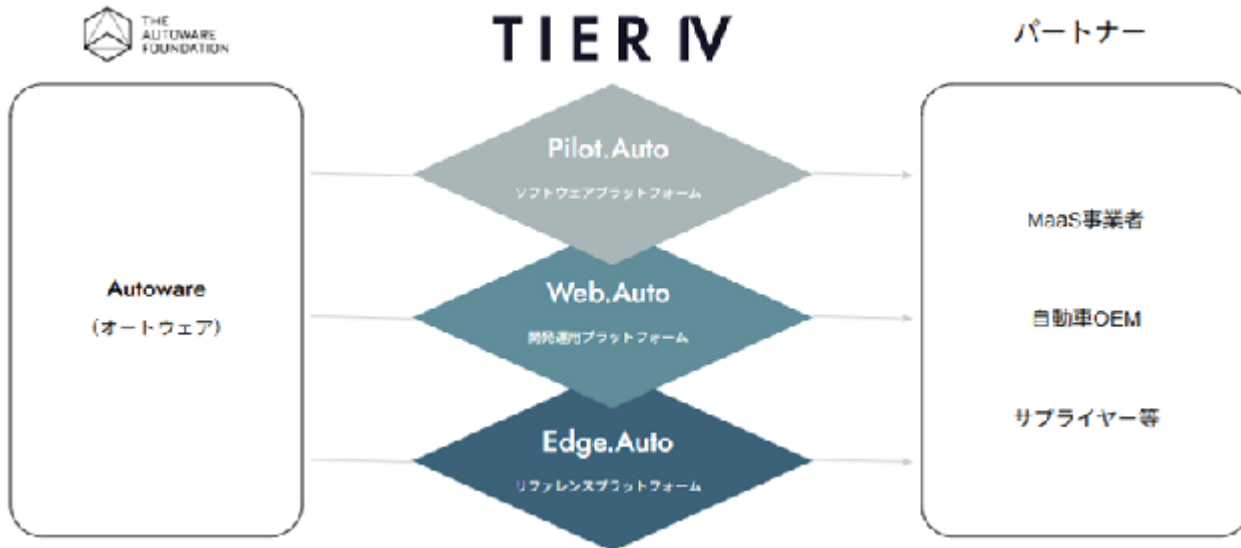 THE
AUTOWARE
FOUNDATION
TIER IV
パートナー
Autoware
（オートウェア）
Pilot.Auto
ソフトウェアプラットフォーム
Web.Auto
開発運用プラットフォーム
Edge.Auto
リファレンスプラットフォーム
MaaS事業者
自動車OEM
サプライヤー等